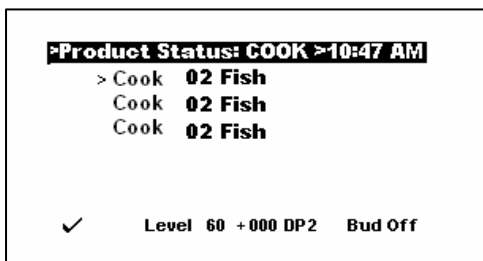 >Product Status: COOK >10:47 AM
> Cook 02 Fish
Cook 02 Fish
Cook 02 Fish
✓ Level 60 +000 DP2 Bud Off